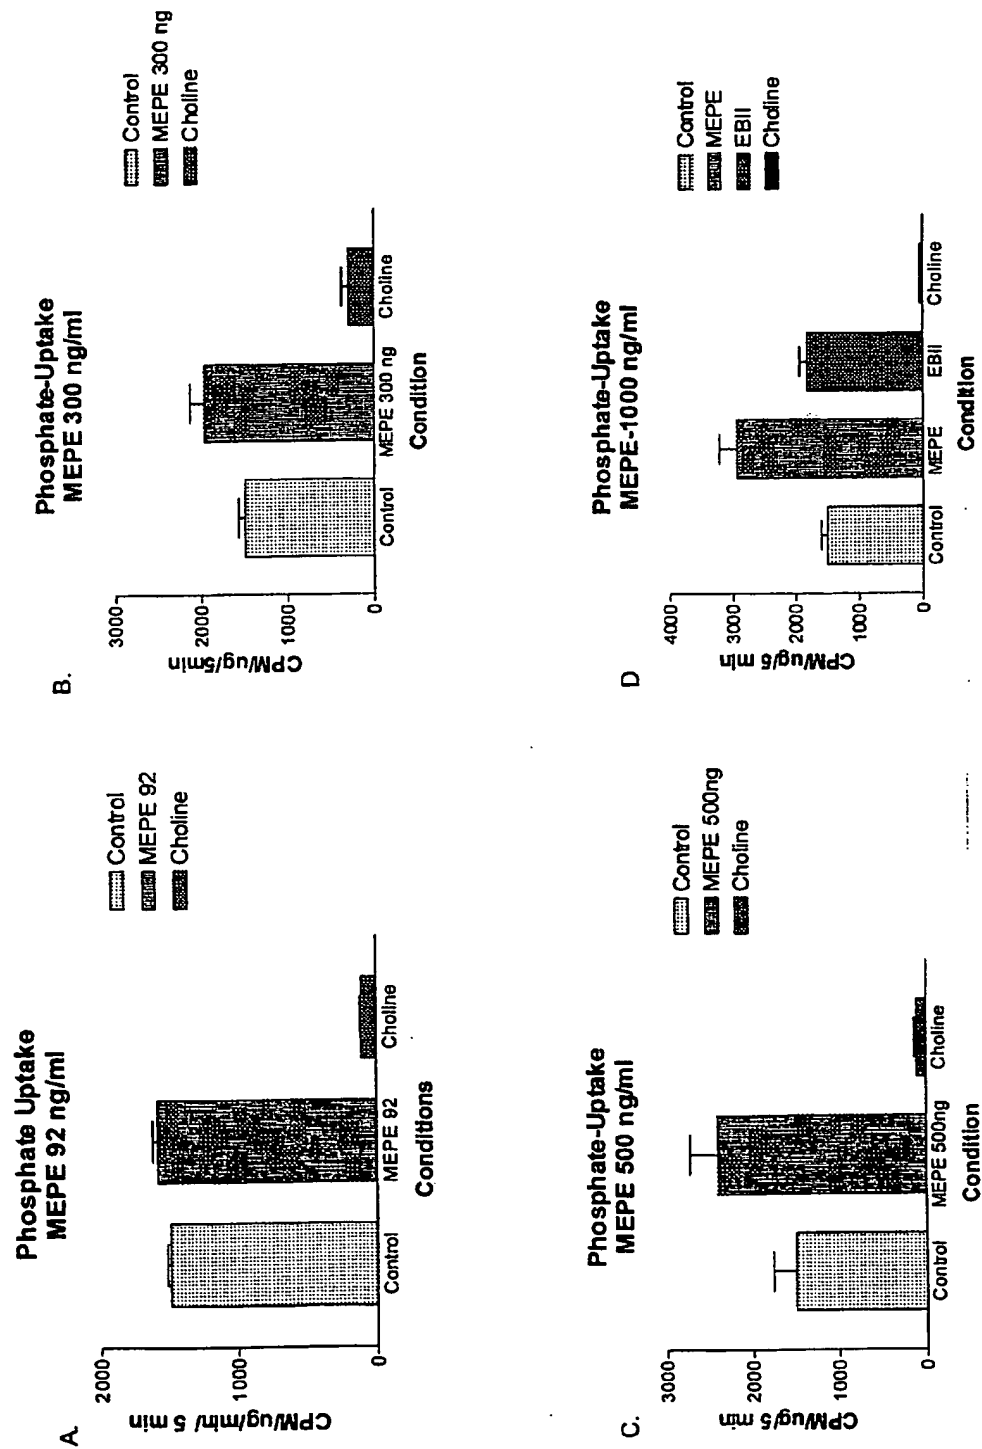 A.
Phosphate Uptake
MEPE 92 ng/ml
CPM/ug/min/ 5 min
2000
1000
0
Control
MEPE 92
Choline
Conditions
Control
MEPE 92
Choline
B.
Phosphate-Uptake
MEPE 300 ng/ml
CPM/ug/5min
3000
2000
1000
0
Control
MEPE 300 ng
Choline
Condition
Control
MEPE 300 ng
Choline
C.
Phosphate-Uptake
MEPE 500 ng/ml
CPM/ug/5 min
3000
2000
1000
0
Control
MEPE 500ng
Choline
Condition
Control
MEPE 500ng
Choline
D
Phosphate-Uptake
MEPE-1000 ng/ml
CPM/ug/5 min
4000
3000
2000
1000
0
Control
MEPE
EBII
Choline
Condition
Control
MEPE
EBII
Choline